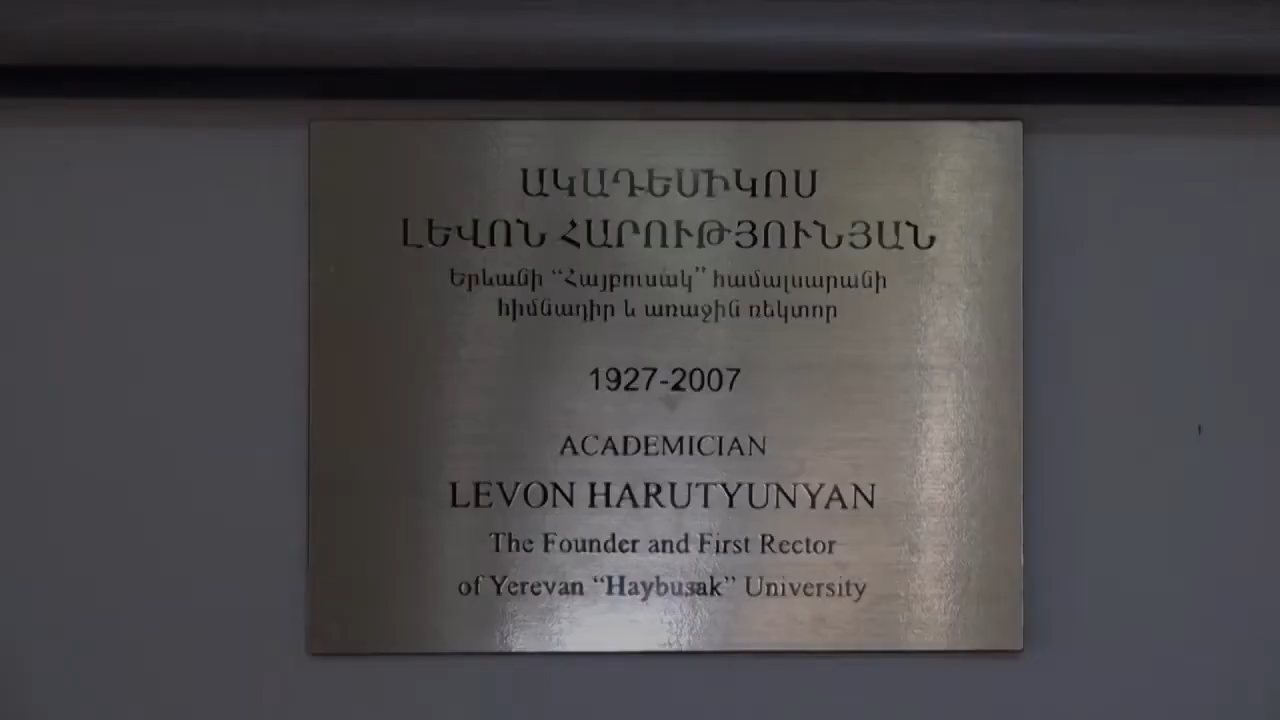 ԱԿԱԴԵՄԻԿՈՍ
ԼԵՎՈՆ ՀԱՐՈՒԹՅՈՒՆՅԱՆ
Երևանի “Հայբուսակ” համալսարանի
հիմնադիր և առաջին ռեկտոր
1927-2007
ACADEMICIAN
LEVON HARUTYUNYAN
The Founder and First Rector
of Yerevan “Haybusak” University